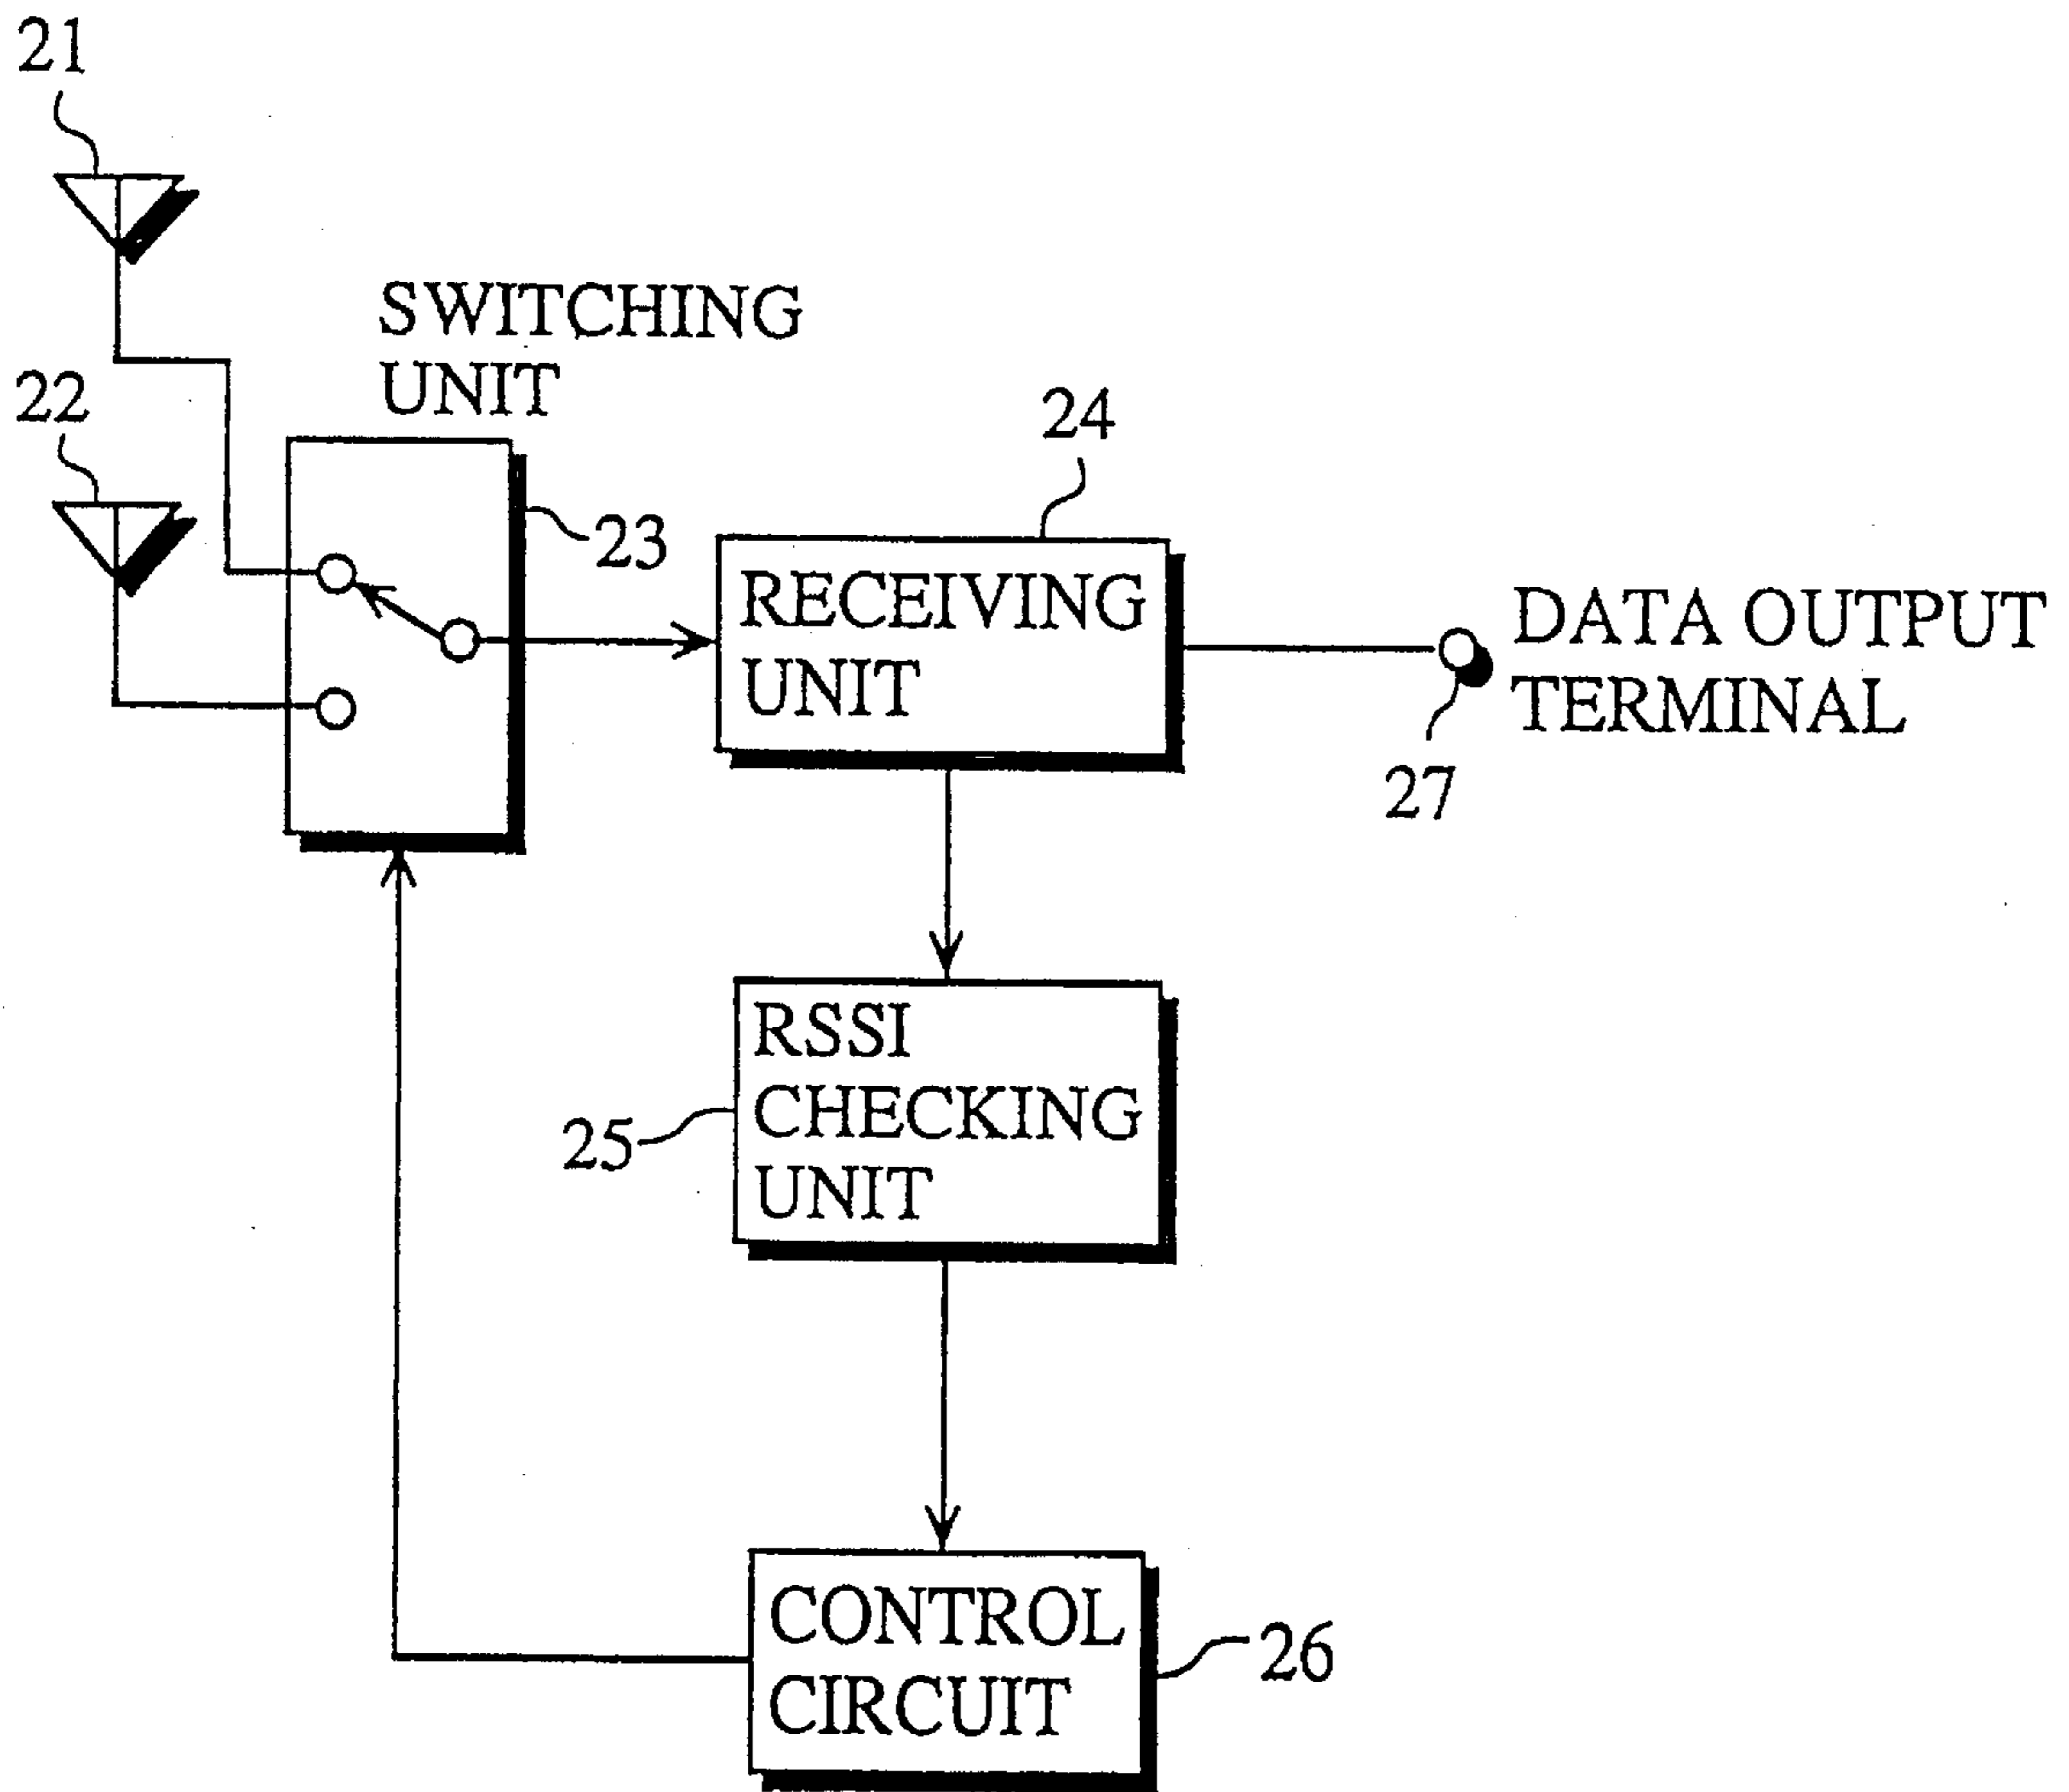 21
SWITCHING
UNIT
22
24
23
RECEIVING
UNIT
DATA OUTPUT
TERMINAL
27
RSSI
CHECKING
UNIT
25
CONTROL
CIRCUIT
26